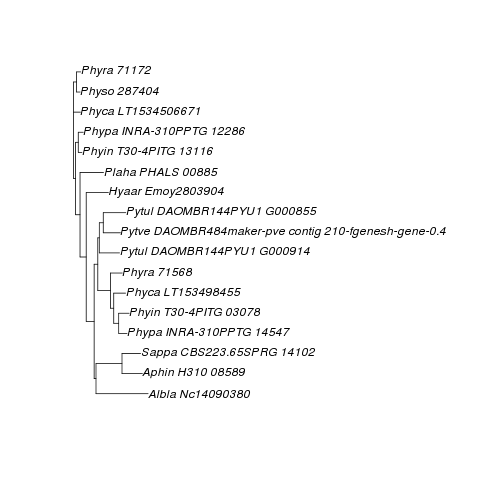 Phyra 71172
Physo 287404
Phyca LT1534506671
Phypa INRA-310PPTG 12286
Phyin T30-4PITG 13116
Plaha PHALS 00885
Hyaar Emoy2803904
Pytul DAOMBR144PYU1 G000855
Pytve DAOMBR484maker-pve contig 210-fgenesh-gene-0.4
Pytul DAOMBR144PYU1 G000914
Phyra 71568
Phyca LT153498455
Phyin T30-4PITG 03078
Phypa INRA-310PPTG 14547
Sappa CBS223.65SPRG 14102
Aphin H310 08589
Albla Nc14090380